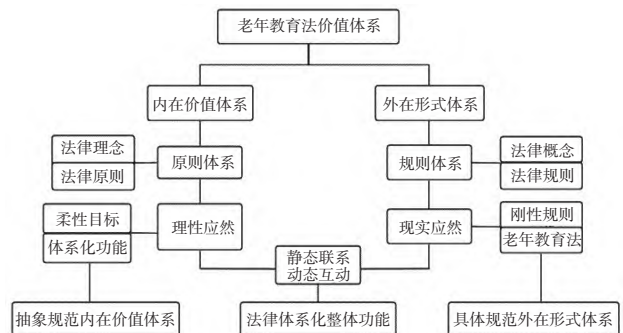 老年教育法价值体系
内在价值体系
外在形式体系
法律理念
法律原则
原则体系
规则体系
法律概念
法律规则
柔性目标
体系化功能
理性应然
现实应然
刚性规则
老年教育法
静态联系
动态互动
抽象规范内在价值体系
法律体系化整体功能
具体规范外在形式体系